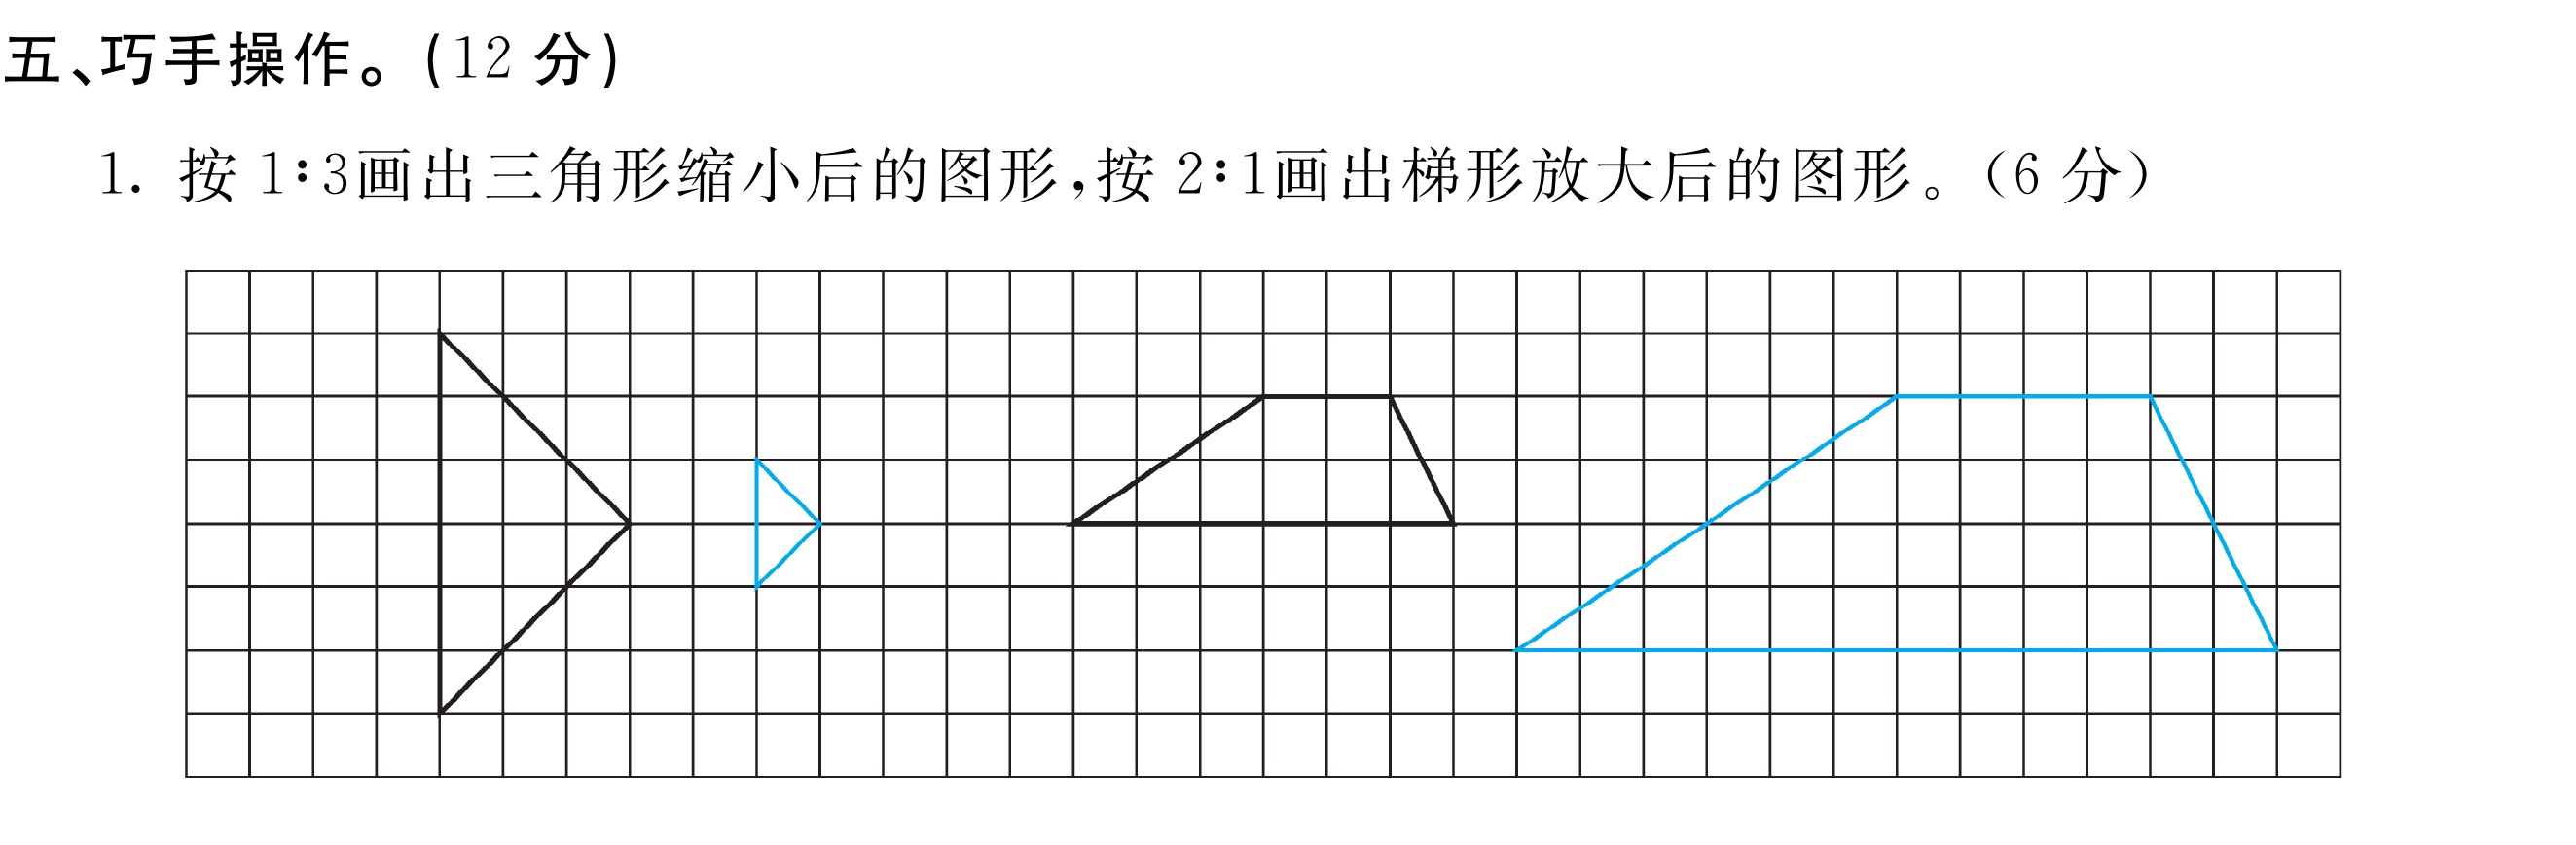 五、巧手操作。(12 分)
1. 按 1∶3画出三角形缩小后的图形,按 2∶1画出梯形放大后的图形。(6 分)